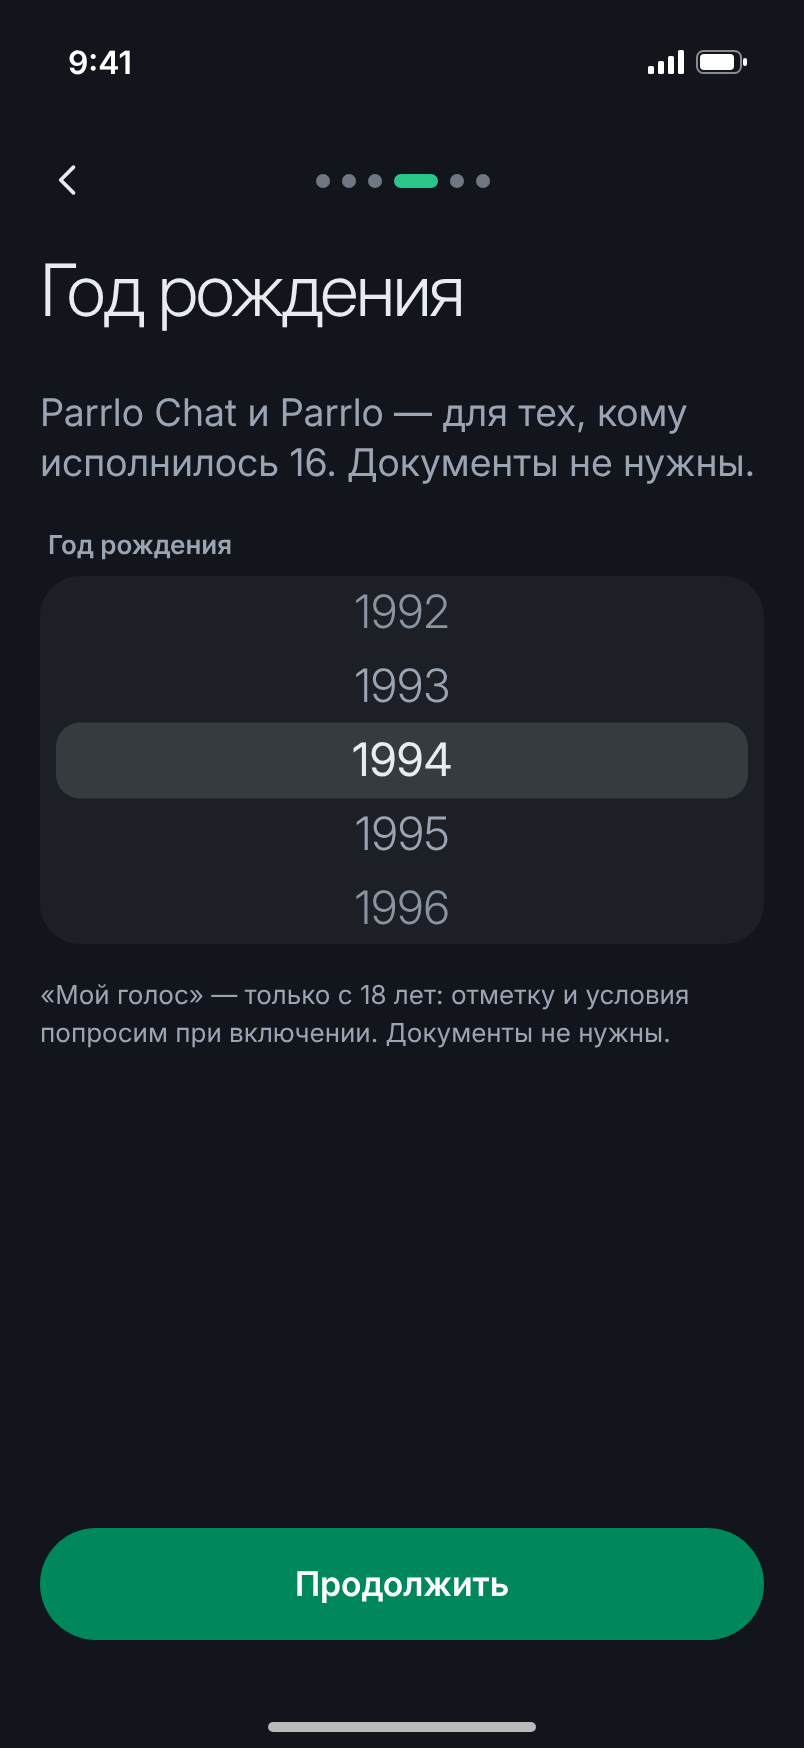 9:41
Год рождения
Parrlo Chat и Parrlo — для тех, кому
исполнилось 16. Документы не нужны.
Год рождения
1992
1993
1994
1995
1996
«Мой голос» — только с 18 лет: отметку и условия
попросим при включении. Документы не нужны.
Продолжить